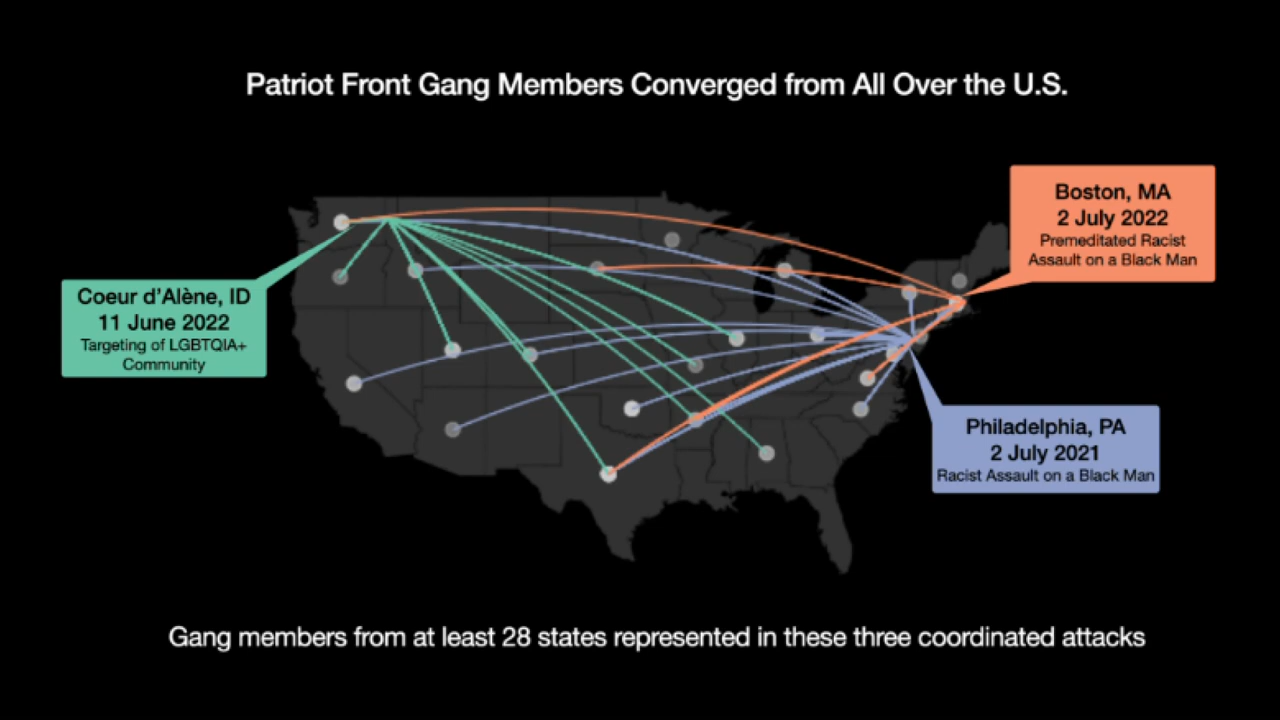 Patriot Front Gang Members Converged from All Over the U.S.
Boston, MA
2 July 2022
Premeditated Racist
Assault on a Black Man
Coeur d'Alène, ID
11 June 2022
Targeting of LGBTQIA+
Community
Philadelphia, PA
2 July 2021
Racist Assault on a Black Man
Gang members from at least 28 states represented in these three coordinated attacks